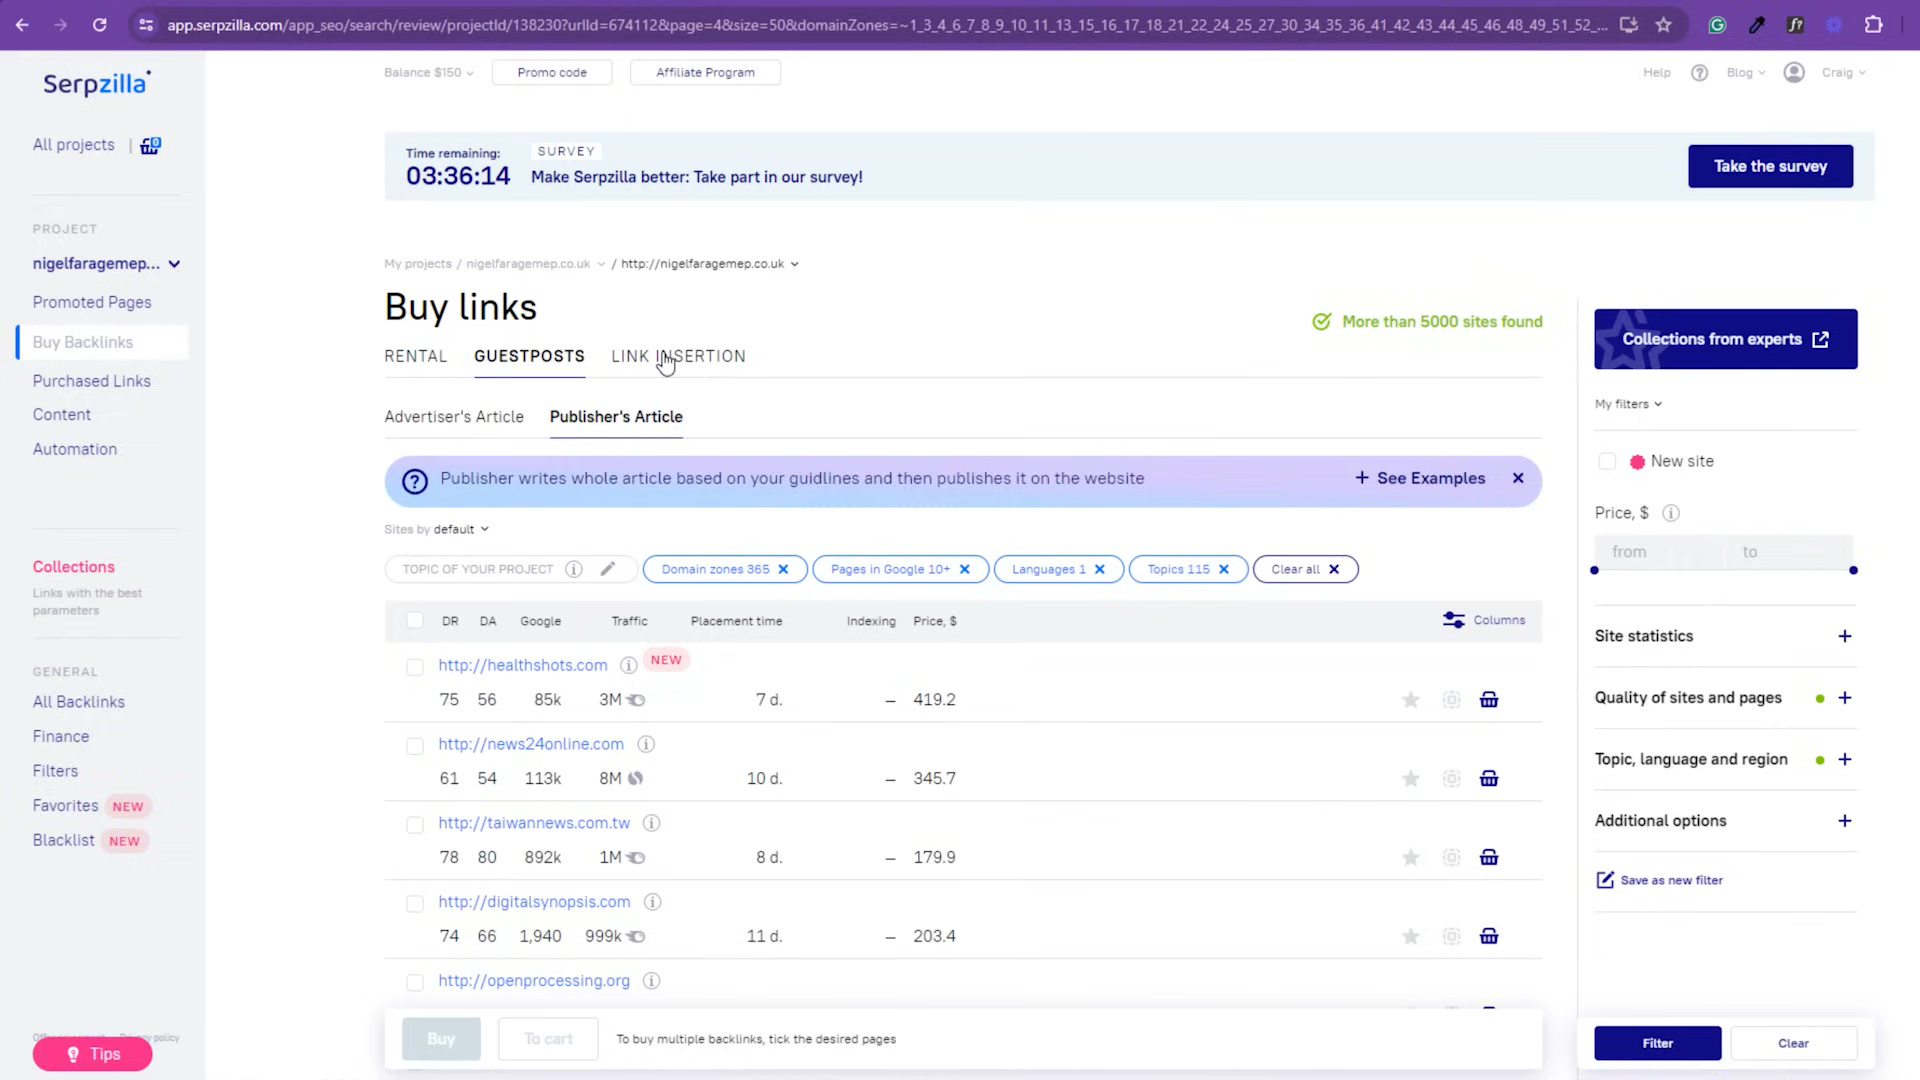 app.serpzilla.com/app_seo/search/review/projectId/138230?urlId=674112&page=4&size=50&domainZones=~1_3_4_6_7_8_9_10_11_13_15_16_17_18_21_22_24_25_27_30_34_35_36_41_42_43_44_45_46_48_49_51_52_...
Serpzilla
Balance $150
Promo code
Affiliate Program
Help
Blog
Craig
All projects
0
Time remaining:
03:36:14
SURVEY
Make Serpzilla better: Take part in our survey!
Take the survey
PROJECT
nigelfaragemep...
Promoted Pages
Buy Backlinks
Purchased Links
Content
Automation
Collections
Links with the best
parameters
GENERAL
All Backlinks
Finance
Filters
Favorites NEW
Blacklist NEW
Privacy policy
Tips
My projects / nigelfaragemep.co.uk / http://nigelfaragemep.co.uk
Buy links
More than 5000 sites found
RENTAL GUESTPOSTS LINK INSERTION
Advertiser's Article Publisher's Article
Publisher writes whole article based on your guidlines and then publishes it on the website
+ See Examples
Sites by default
TOPIC OF YOUR PROJECT
Domain zones 365
Pages in Google 10+
Languages 1
Topics 115
Clear all
DR DA Google Traffic Placement time Indexing Price, $ Columns
http://healthshots.com NEW
75 56 85k 3M 7 d. – 419.2
http://news24online.com
61 54 113k 8M 10 d. – 345.7
http://taiwannews.com.tw
78 80 892k 1M 8 d. – 179.9
http://digitalsynopsis.com
74 66 1,940 999k 11 d. – 203.4
http://openprocessing.org
Buy
To cart
To buy multiple backlinks, tick the desired pages
Collections from experts
My filters
New site
Price, $
from to
Site statistics
Quality of sites and pages
Topic, language and region
Additional options
Save as new filter
Filter
Clear